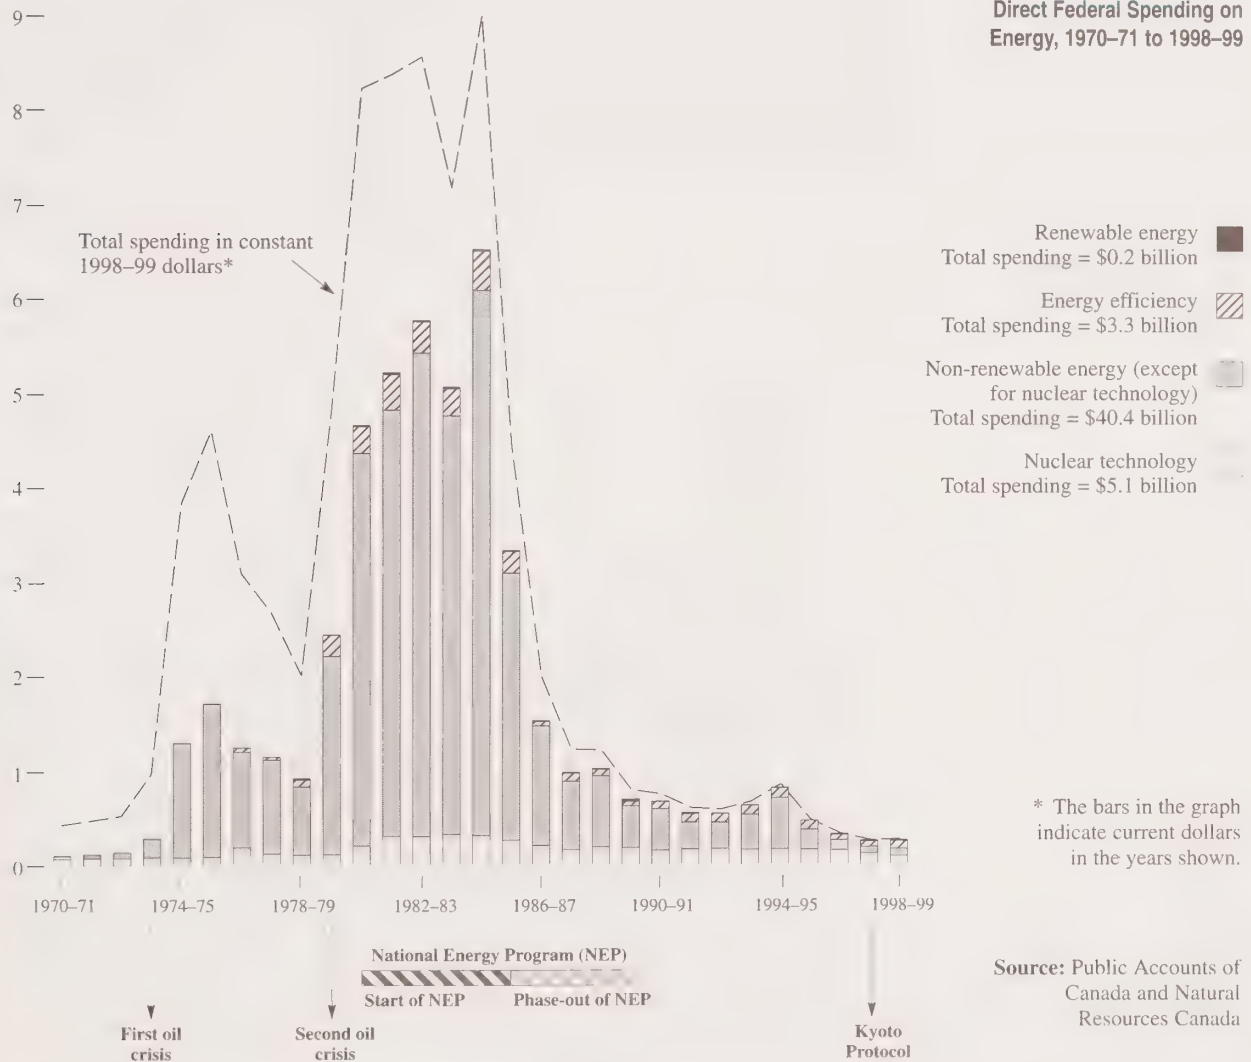 Direct Federal Spending on
Energy, 1970–71 to 1998–99
9
8
7
6
5
4
3
2
1
0
Total spending in constant
1998–99 dollars*
Renewable energy
Total spending = $0.2 billion
Energy efficiency
Total spending = $3.3 billion
Non-renewable energy (except
for nuclear technology)
Total spending = $40.4 billion
Nuclear technology
Total spending = $5.1 billion
* The bars in the graph
indicate current dollars
in the years shown.
1970–71 1974–75 1978–79 1982–83 1986–87 1990–91 1994–95 1998–99
National Energy Program (NEP)
Start of NEP Phase-out of NEP
First oil
crisis
Second oil
crisis
Kyoto
Protocol
Source: Public Accounts of
Canada and Natural
Resources Canada